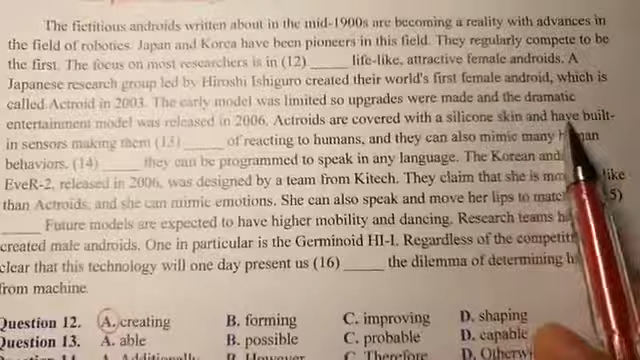 The fictitious androids written about in the mid-1900s are becoming a reality with advances in
the field of robotics. Japan and Korea have been pioneers in this field. They regularly compete to be
the first. The focus on most researchers is in (12) _____ life-like, attractive female androids. A
Japanese research group led by Hiroshi Ishiguro created their world's first female android, which is
called Actroid in 2003. The early model was limited so upgrades were made and the dramatic
entertainment model was released in 2006. Actroids are covered with a silicone skin and have built-
in sensors making them (13) _____ of reacting to humans, and they can also mimic many
behaviors. (14) _____ they can be programmed to speak in any language. The Korean
EveR-2, released in 2006, was designed by a team from Kitech. They claim that she is like
than Actroids, and she can mimic emotions. She can also speak and move her lips to 5)
_____ Future models are expected to have higher mobility and dancing. Research teams
created male androids. One in particular is the Germinoid HI-I. Regardless of the
clear that this technology will one day present us (16) _____ the dilemma of determining
from machine.
Question 12. A. creating B. forming C. improving D. shaping
Question 13. A. able B. possible C. probable D. capable
A. Additionally B. However C. Therefore D.